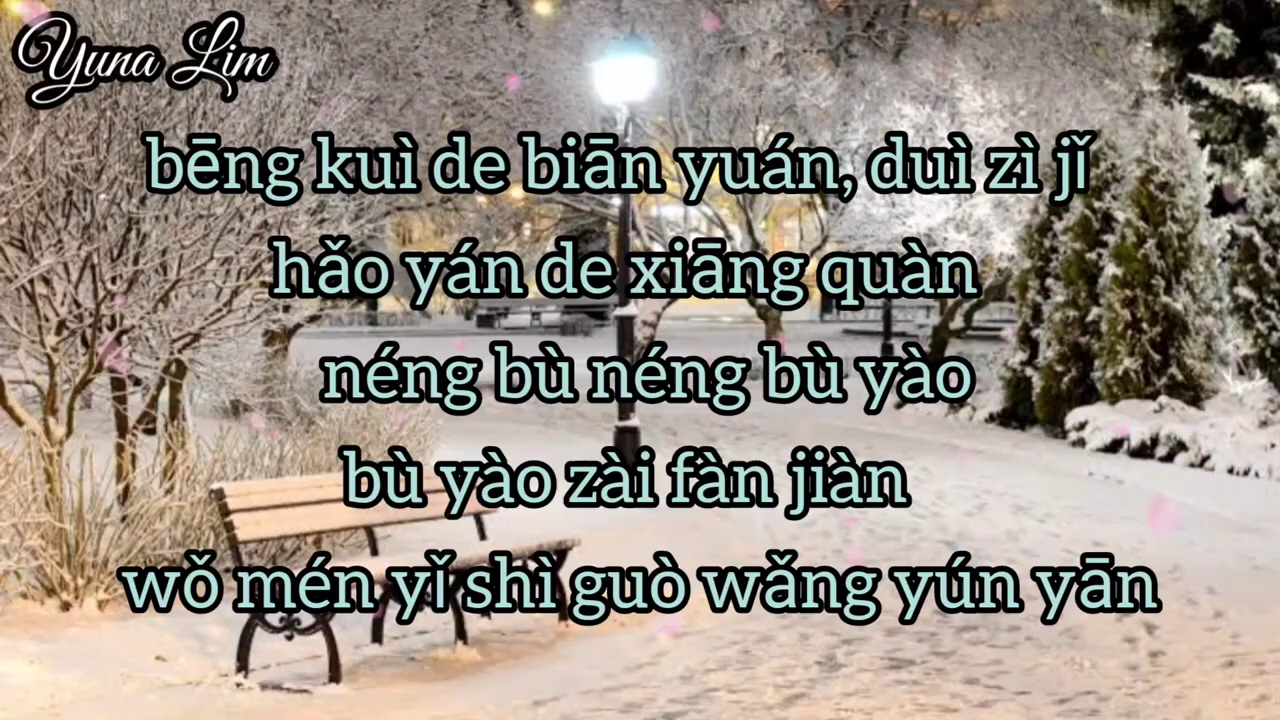 Yuna Lim
bēng kuì de biān yuán, duì zì jǐ
hǎo yán de xiāng quàn
néng bù néng bù yào
bù yào zài fàn jiàn
wǒ mén yǐ shì guò wǎng yún yān